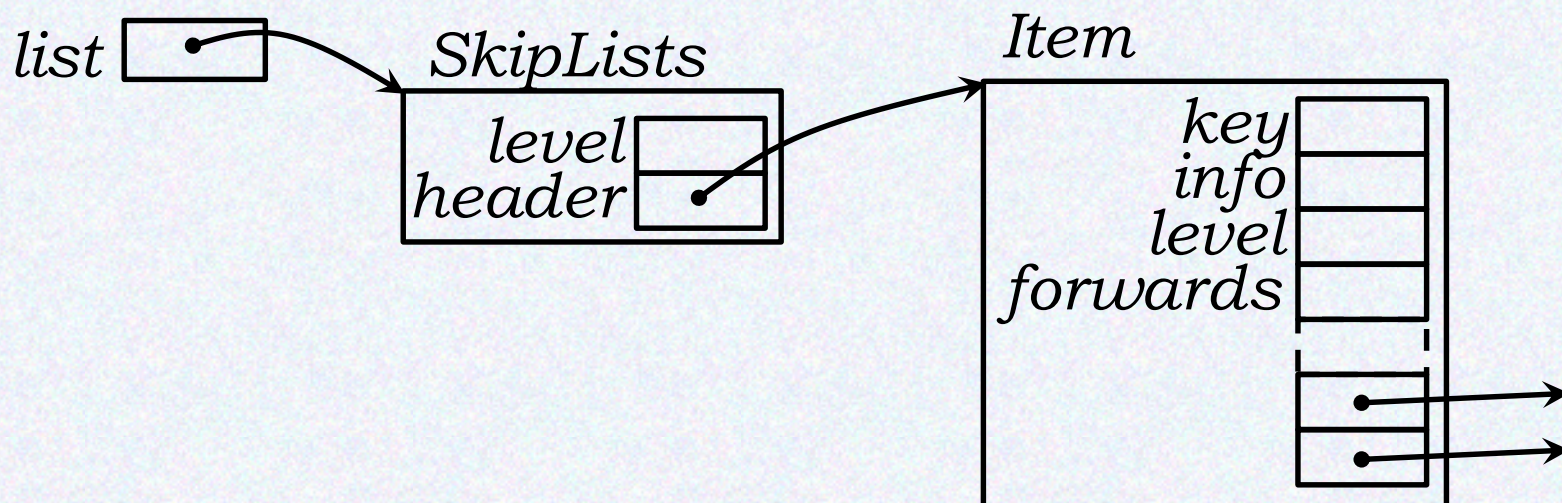 list
SkipLists
level
header
Item
key
info
level
forwards